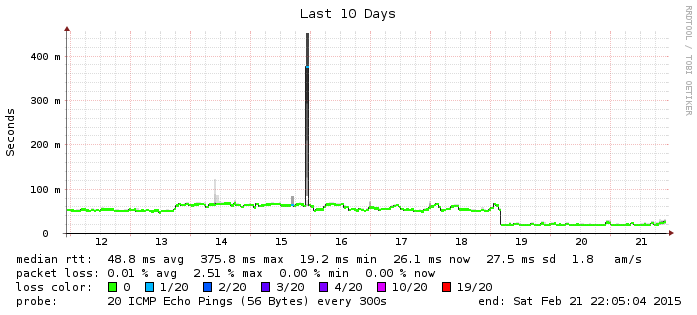 Last 10 Days
RRDTOOL / TOBI OETIKER
Seconds
400 m
300 m
200 m
100 m
0
12 13 14 15 16 17 18 19 20 21
median rtt: 48.8 ms avg 375.8 ms max 19.2 ms min 26.1 ms now 27.5 ms sd 1.8 am/s
packet loss: 0.01 % avg 2.51 % max 0.00 % min 0.00 % now
loss color: 0 1/20 2/20 3/20 4/20 10/20 19/20
probe: 20 ICMP Echo Pings (56 Bytes) every 300s end: Sat Feb 21 22:05:04 2015